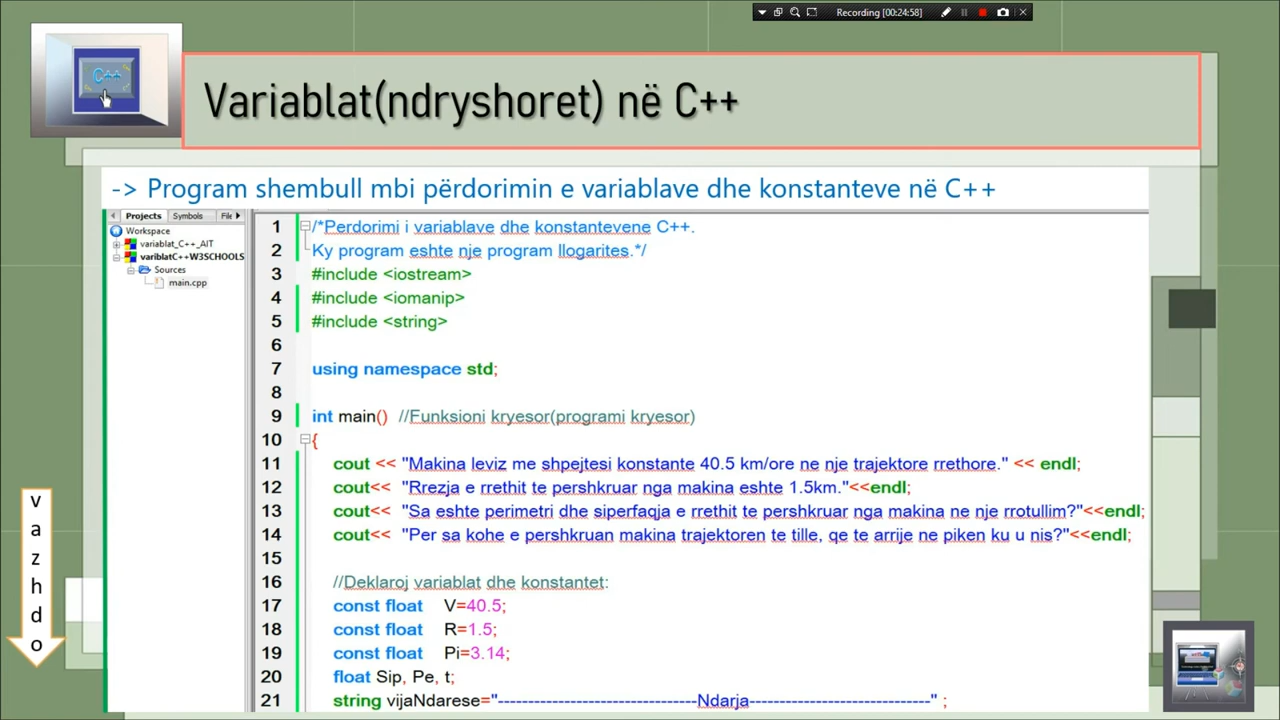 Recording [00:24:58]
C++
Variablat(ndryshoret) në C++
-> Program shembull mbi përdorimin e variablave dhe konstanteve në C++
Projects Symbols File
Workspace
variablat_C++_AIT
variblatC++W3SCHOOLS
Sources
main.cpp
1 /*Perdorimi i variablave dhe konstantevene C++.
2 Ky program eshte nje program llogarites.*/
3 #include <iostream>
4 #include <iomanip>
5 #include <string>
6
7 using namespace std;
8
9 int main() //Funksioni kryesor(programi kryesor)
10 {
11 cout << "Makina leviz me shpejtesi konstante 40.5 km/ore ne nje trajektore rrethore." << endl;
12 cout<< "Rrezja e rrethit te pershkruar nga makina eshte 1.5km."<<endl;
13 cout<< "Sa eshte perimetri dhe siperfaqja e rrethit te pershkruar nga makina ne nje rrotullim?"<<endl;
14 cout<< "Per sa kohe e pershkruan makina trajektoren te tille, qe te arrije ne piken ku u nis?"<<endl;
15
16 //Deklaroj variablat dhe konstantet:
17 const float V=40.5;
18 const float R=1.5;
19 const float Pi=3.14;
20 float Sip, Pe, t;
21 string vijaNdarese="----------------------------------Ndarja-------------------------------" ;
vazhdo